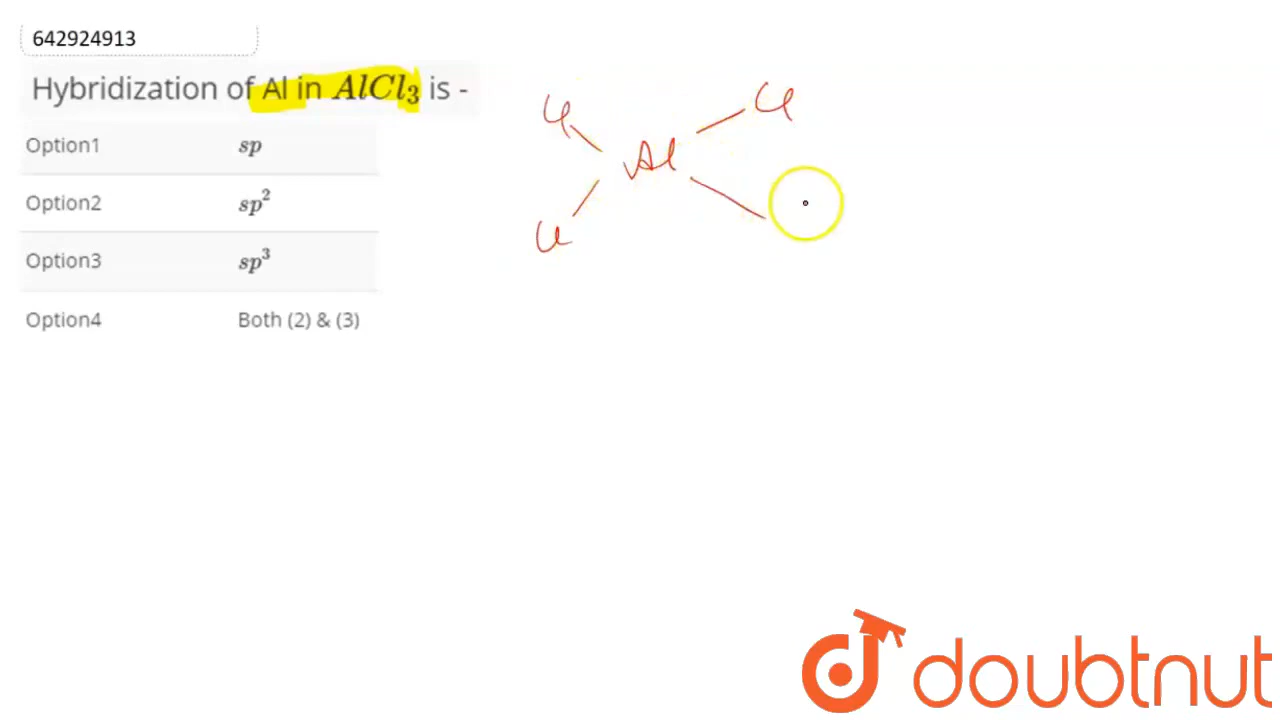 642924913
Hybridization of Al in AlCl₃ is -
Option1 sp
Option2 sp²
Option3 sp³
Option4 Both (2) & (3)
Cl Cl
Al
Cl
doubtnut